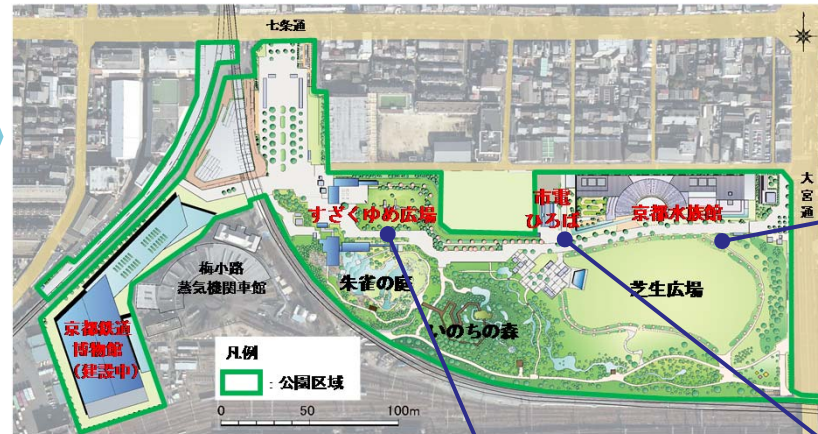 七条通
大宮通
すざくゆめ広場
市電
ひろば
京都水族館
梅小路
蒸気機関車館
朱雀の庭
いのちの森
芝生広場
京都鉄道
博物館
(建設中)
凡例
: 公園区域
0 50 100m